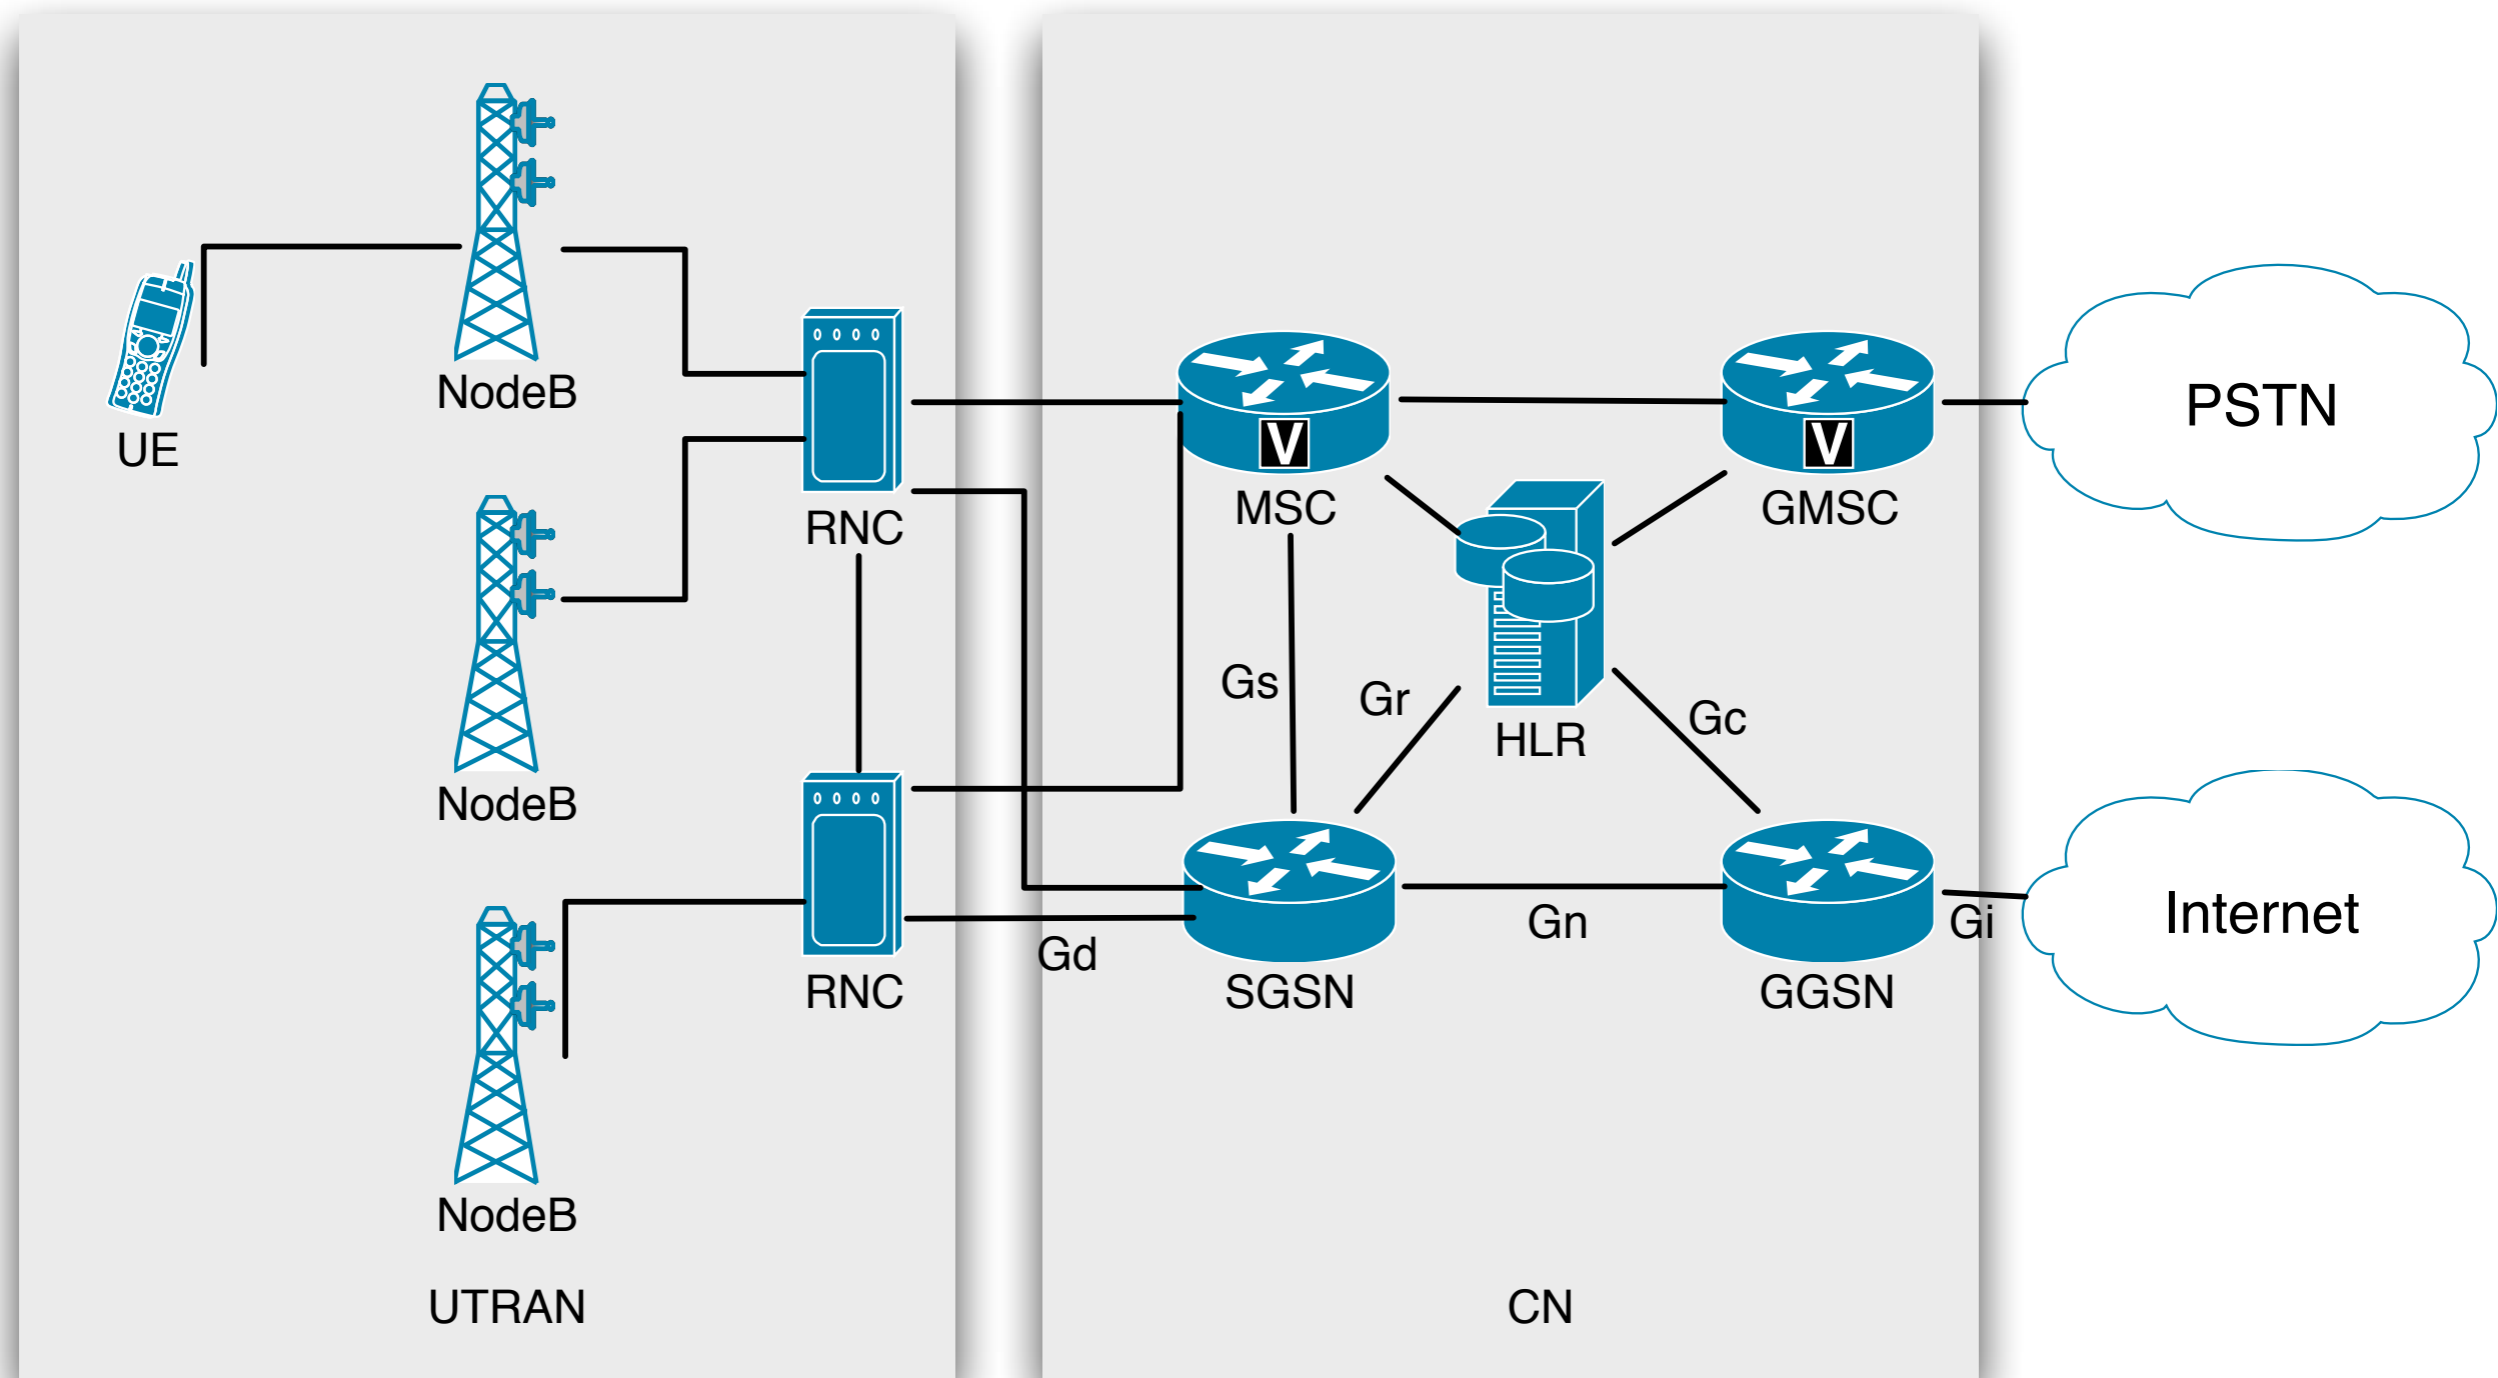 UE
NodeB
NodeB
NodeB
UTRAN
RNC
RNC
MSC
V
GMSC
V
PSTN
HLR
Gs
Gr
Gc
Gd
SGSN
Gn
GGSN
Gi
Internet
CN